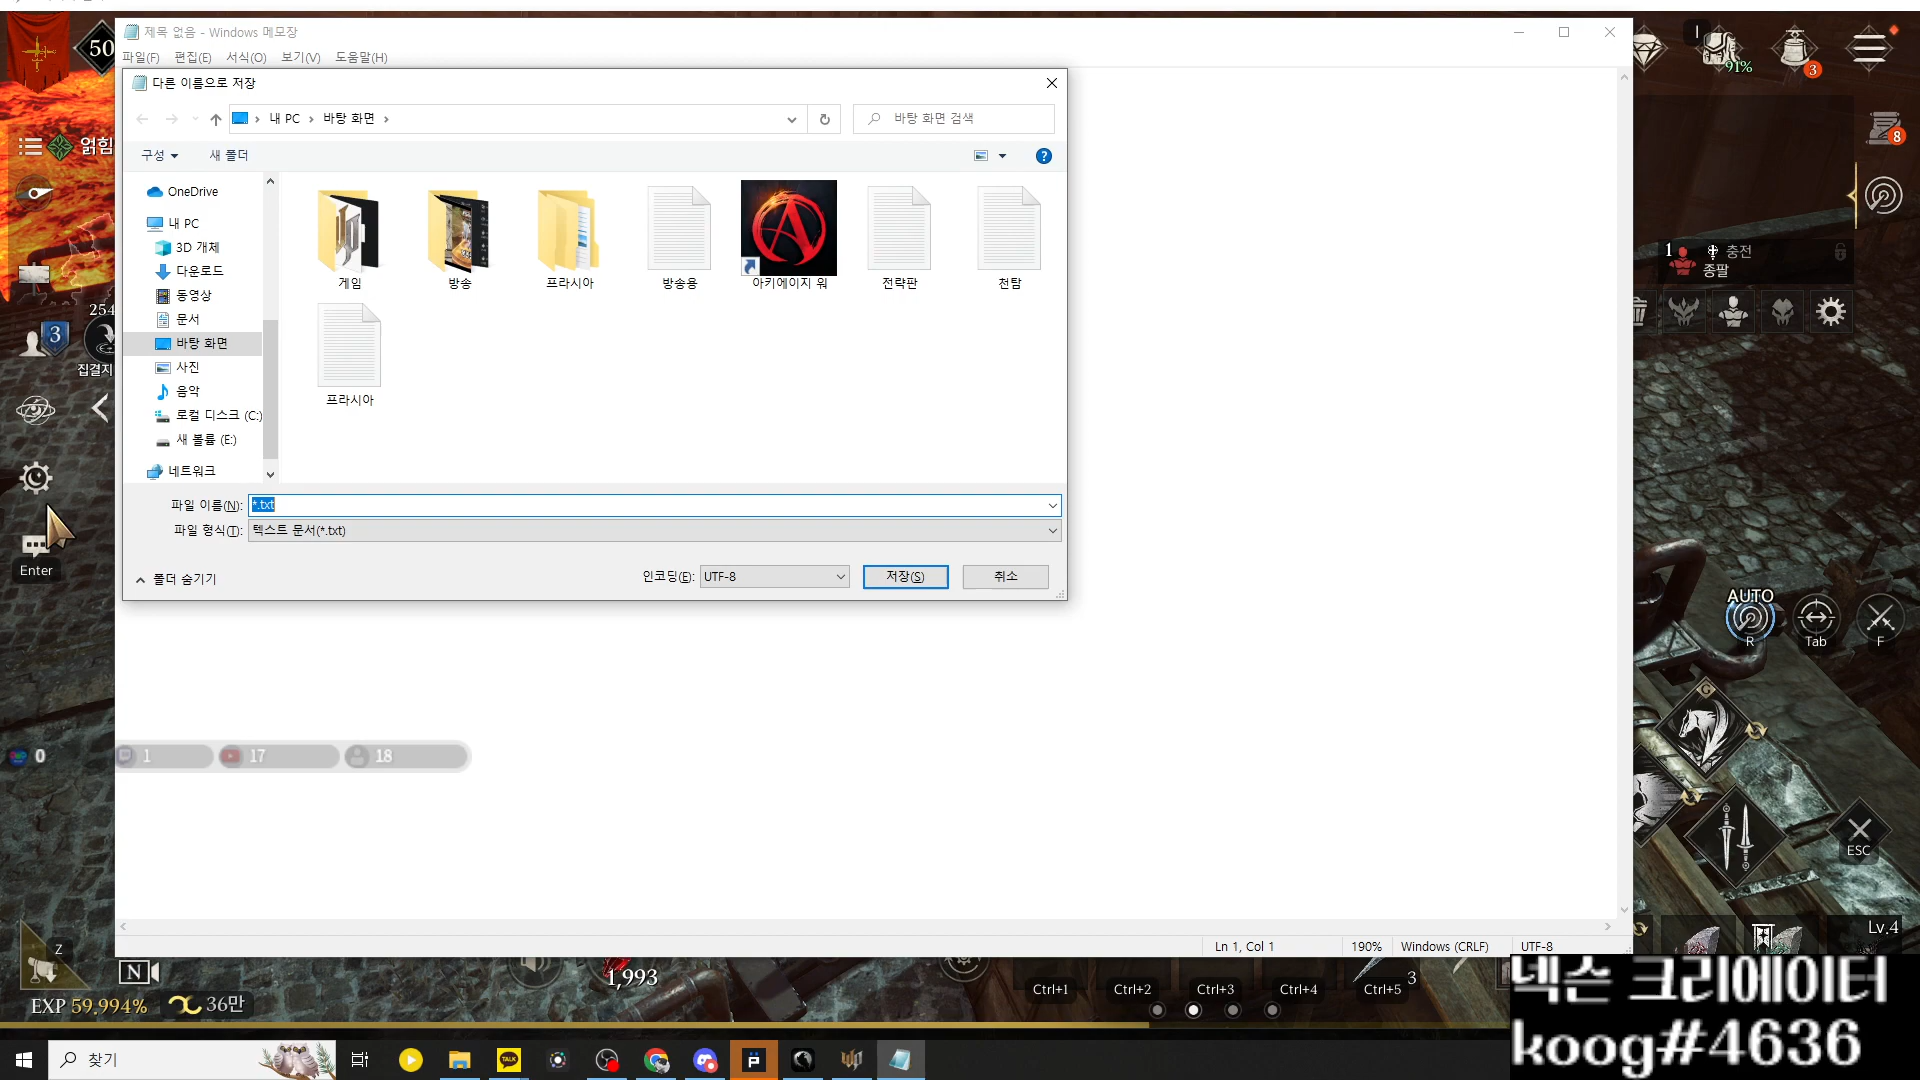 제목 없음 - Windows 메모장
파일(F) 편집(E) 서식(O) 보기(V) 도움말(H)
다른 이름으로 저장
내 PC > 바탕 화면 >
바탕 화면 검색
구성 새 폴더
OneDrive
내 PC
3D 개체
다운로드
동영상
문서
바탕 화면
사진
음악
로컬 디스크 (C:)
새 볼륨 (E:)
네트워크
게임
방송
프라시아
방송용
아키에이지 워
전략판
천탑
프라시아
파일 이름(N): *.txt
파일 형식(T): 텍스트 문서(*.txt)
폴더 숨기기
인코딩(E): UTF-8
저장(S)
취소
50
얽힘
254
3
집결지
Enter
0
1
17
18
I
91%
3
8
1
충전
종팔
AUTO
R
Tab
F
G
ESC
Lv.4
Ln 1, Col 1
190%
Windows (CRLF)
UTF-8
Z
N
EXP 59.994%
36만
1,993
Ctrl+1
Ctrl+2
Ctrl+3
Ctrl+4
Ctrl+5
3
넥슨 크리에이터
koog#4636
찾기
TALK